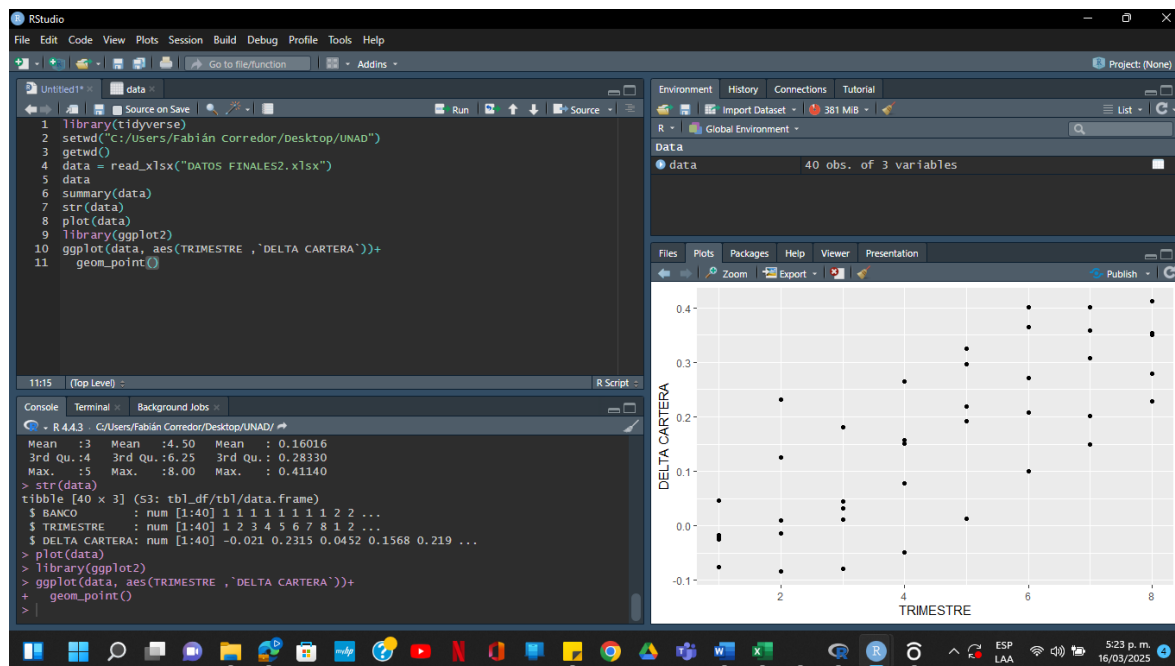 RStudio
File Edit Code View Plots Session Build Debug Profile Tools Help
Go to file/function Addins
Project: (None)
Untitled1* data
Source on Save Run Source
1 library(tidyverse)
2 setwd("C:/Users/Fabián Corredor/Desktop/UNAD")
3 getwd()
4 data = read_xlsx("DATOS FINALES2.xlsx")
5 data
6 summary(data)
7 str(data)
8 plot(data)
9 library(ggplot2)
10 ggplot(data, aes(TRIMESTRE ,`DELTA CARTERA`))+
11 geom_point()
11:15 (Top Level) R Script
Console Terminal Background Jobs
R 4.4.3 · C:/Users/Fabián Corredor/Desktop/UNAD/
Mean :3 Mean :4.50 Mean : 0.16016
3rd Qu.:4 3rd Qu.:6.25 3rd Qu.: 0.28330
Max. :5 Max. :8.00 Max. : 0.41140
> str(data)
tibble [40 × 3] (S3: tbl_df/tbl/data.frame)
$ BANCO : num [1:40] 1 1 1 1 1 1 1 1 2 2 ...
$ TRIMESTRE : num [1:40] 1 2 3 4 5 6 7 8 1 2 ...
$ DELTA CARTERA: num [1:40] -0.021 0.2315 0.0452 0.1568 0.219 ...
> plot(data)
> library(ggplot2)
> ggplot(data, aes(TRIMESTRE ,`DELTA CARTERA`))+
+ geom_point()
>
Environment History Connections Tutorial
Import Dataset 381 MiB List
R Global Environment
Data
data 40 obs. of 3 variables
Files Plots Packages Help Viewer Presentation
Zoom Export Publish
0.4
0.3
0.2
0.1
0.0
-0.1
DELTA CARTERA
2 4 6 8
TRIMESTRE
ESP
LAA
5:23 p. m.
16/03/2025
4